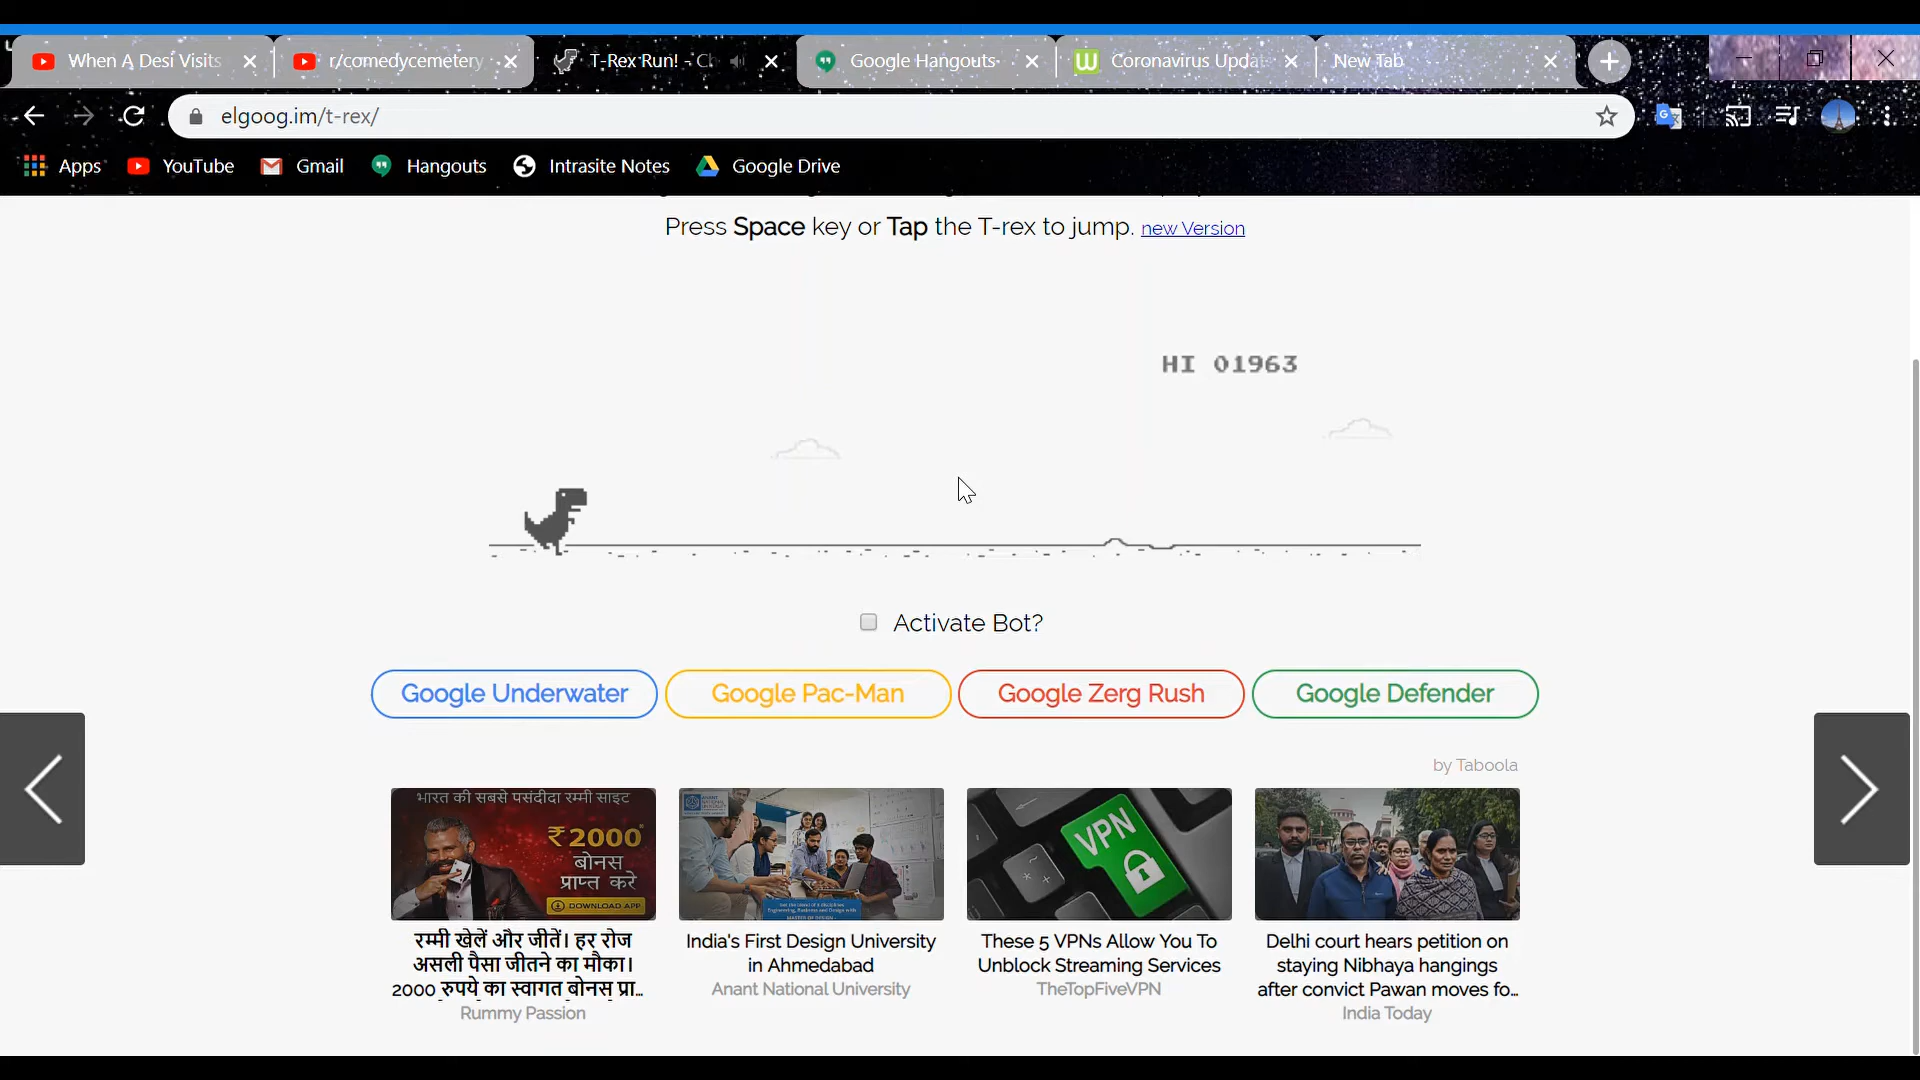 When A Desi Visits
r/comedycemetery
T-Rex Run! - Ch
Google Hangouts
Coronavirus Updat
New Tab
elgoog.im/t-rex/
Apps YouTube Gmail Hangouts Intrasite Notes Google Drive
Press Space key or Tap the T-rex to jump. new Version
HI 01963
Activate Bot?
Google Underwater Google Pac-Man Google Zerg Rush Google Defender
by Taboola
भारत की सबसे पसंदीदा रम्मी साइट
₹2000*
बोनस
प्राप्त करे
DOWNLOAD APP
रम्मी खेलें और जीतें। हर रोज
असली पैसा जीतने का मौका।
2000 रुपये का स्वागत बोनस प्रा...
Rummy Passion
India's First Design University
in Ahmedabad
Anant National University
VPN
These 5 VPNs Allow You To
Unblock Streaming Services
TheTopFiveVPN
Delhi court hears petition on
staying Nibhaya hangings
after convict Pawan moves fo...
India Today